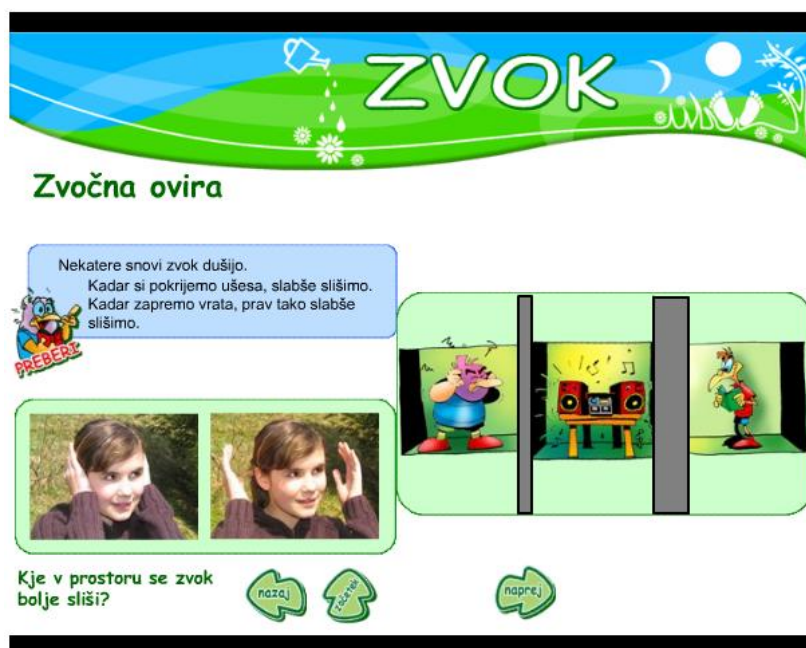 ZVOK
Zvočna ovira
Nekatere snovi zvok dušijo.
Kadar si pokrijemo ušesa, slabše slišimo.
Kadar zapremo vrata, prav tako slabše
slišimo.
PREBERI
Kje v prostoru se zvok
bolje sliši?
nazaj
začetek
naprej